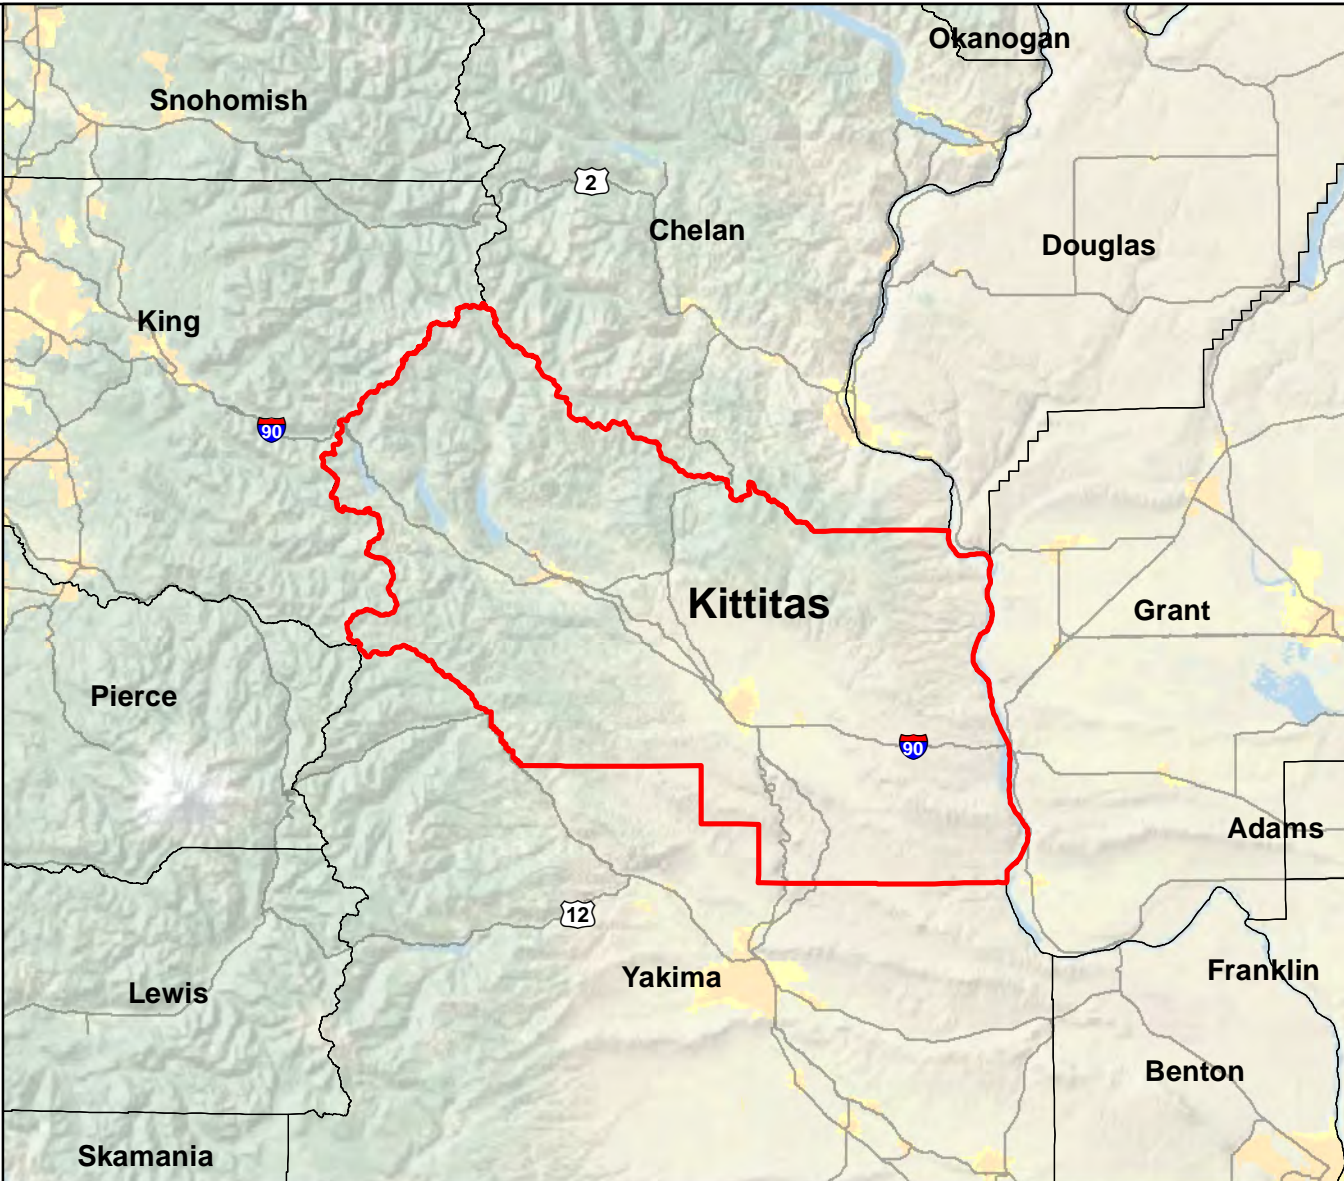 Okanogan
Snohomish
2
Chelan
Douglas
King
90
Kittitas
Grant
Pierce
90
Adams
12
Yakima
Franklin
Lewis
Benton
Skamania